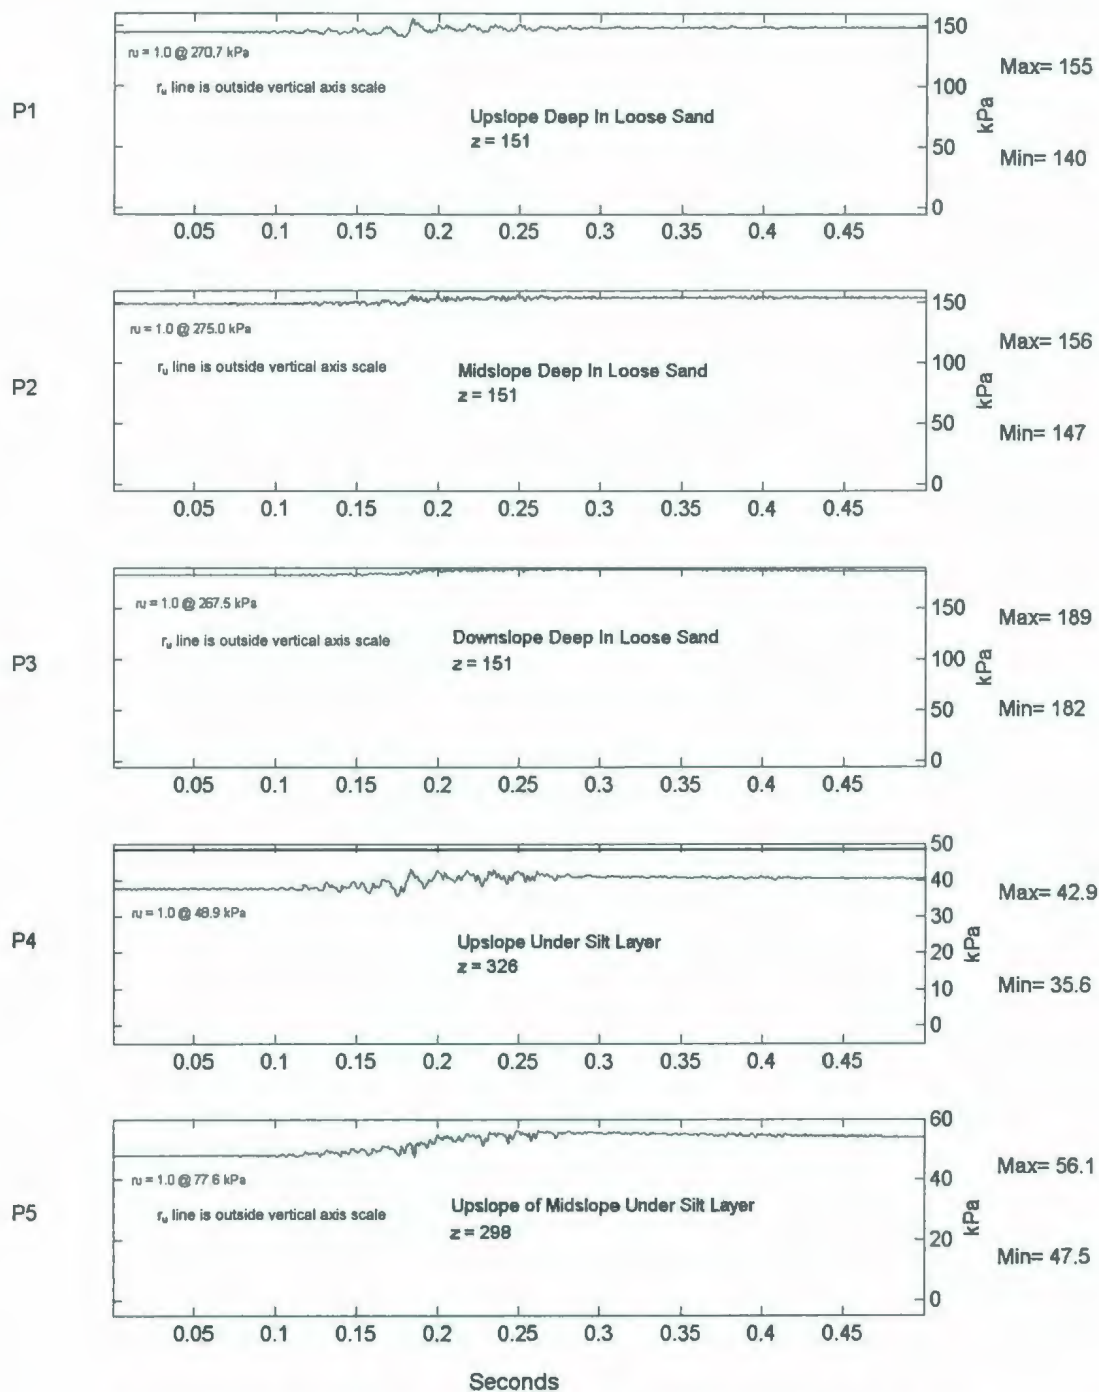 P1
ru = 1.0 @ 270.7 kPa
rᵤ line is outside vertical axis scale
Upslope Deep In Loose Sand
z = 151
150
100
50
0
kPa
Max= 155
Min= 140
0.05 0.1 0.15 0.2 0.25 0.3 0.35 0.4 0.45
P2
ru = 1.0 @ 275.0 kPa
rᵤ line is outside vertical axis scale
Midslope Deep In Loose Sand
z = 151
150
100
50
0
kPa
Max= 156
Min= 147
0.05 0.1 0.15 0.2 0.25 0.3 0.35 0.4 0.45
P3
ru = 1.0 @ 267.5 kPa
rᵤ line is outside vertical axis scale
Downslope Deep In Loose Sand
z = 151
150
100
50
0
kPa
Max= 189
Min= 182
0.05 0.1 0.15 0.2 0.25 0.3 0.35 0.4 0.45
P4
ru = 1.0 @ 48.9 kPa
Upslope Under Silt Layer
z = 326
50
40
30
20
10
0
kPa
Max= 42.9
Min= 35.6
0.05 0.1 0.15 0.2 0.25 0.3 0.35 0.4 0.45
P5
ru = 1.0 @ 77.6 kPa
rᵤ line is outside vertical axis scale
Upslope of Midslope Under Silt Layer
z = 298
60
40
20
0
kPa
Max= 56.1
Min= 47.5
0.05 0.1 0.15 0.2 0.25 0.3 0.35 0.4 0.45
Seconds